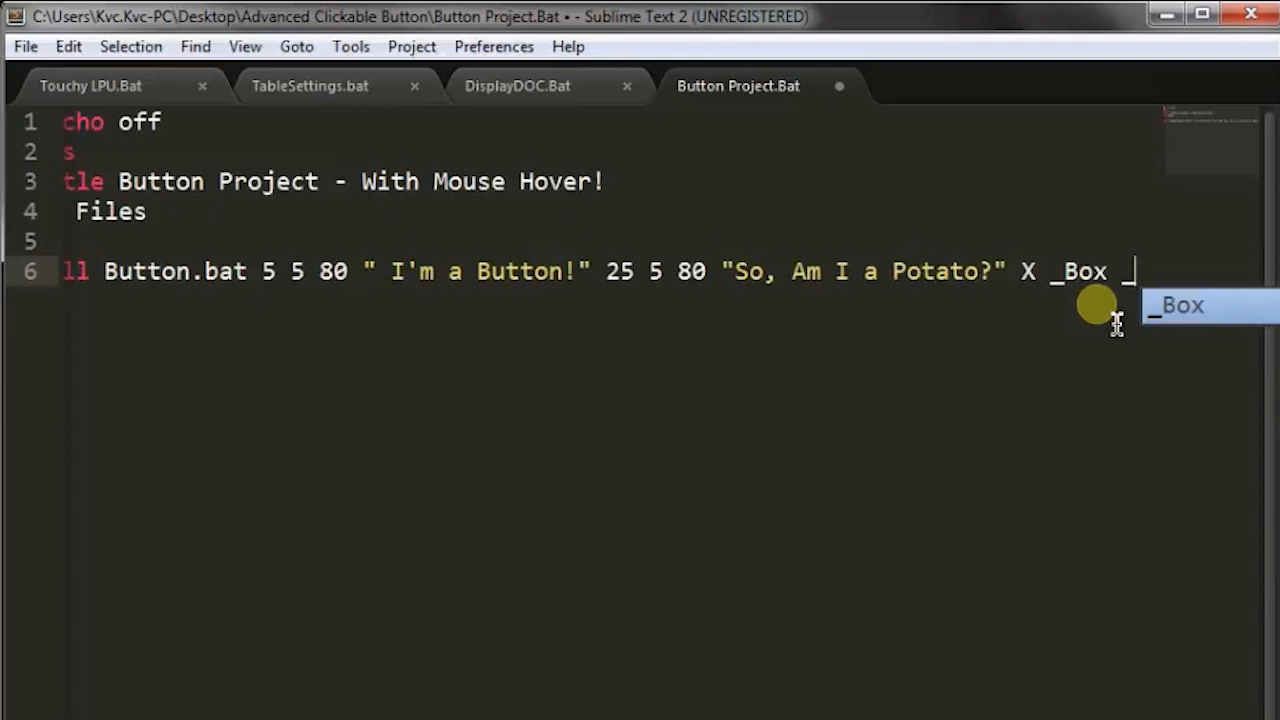 C:\Users\Kvc.Kvc-PC\Desktop\Advanced Clickable Button\Button Project.Bat • - Sublime Text 2 (UNREGISTERED)
File Edit Selection Find View Goto Tools Project Preferences Help
Touchy LPU.Bat TableSettings.bat DisplayDOC.Bat Button Project.Bat
1 cho off
2 s
3 tle Button Project - With Mouse Hover!
4 Files
5
6 ll Button.bat 5 5 80 " I'm a Button!" 25 5 80 "So, Am I a Potato?" X _Box _
_Box